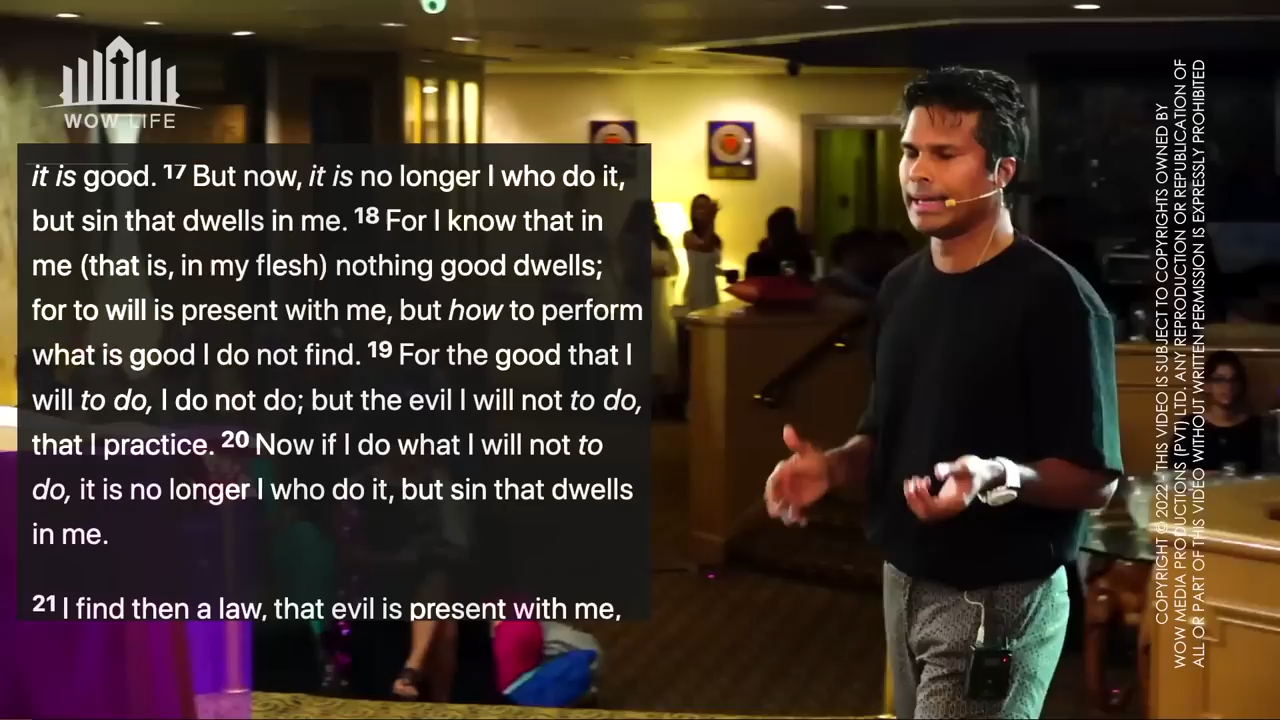 WOW LIFE
it is good. 17 But now, it is no longer I who do it,
but sin that dwells in me. 18 For I know that in
me (that is, in my flesh) nothing good dwells;
for to will is present with me, but how to perform
what is good I do not find. 19 For the good that I
will to do, I do not do; but the evil I will not to do,
that I practice. 20 Now if I do what I will not to
do, it is no longer I who do it, but sin that dwells
in me.
21 I find then a law, that evil is present with me,
COPYRIGHT © 2022 - THIS VIDEO IS SUBJECT TO COPYRIGHTS OWNED BY
WOW MEDIA PRODUCTIONS (PVT) LTD. ANY REPRODUCTION OR REPUBLICATION OF
ALL OR PART OF THIS VIDEO WITHOUT WRITTEN PERMISSION IS EXPRESSLY PROHIBITED